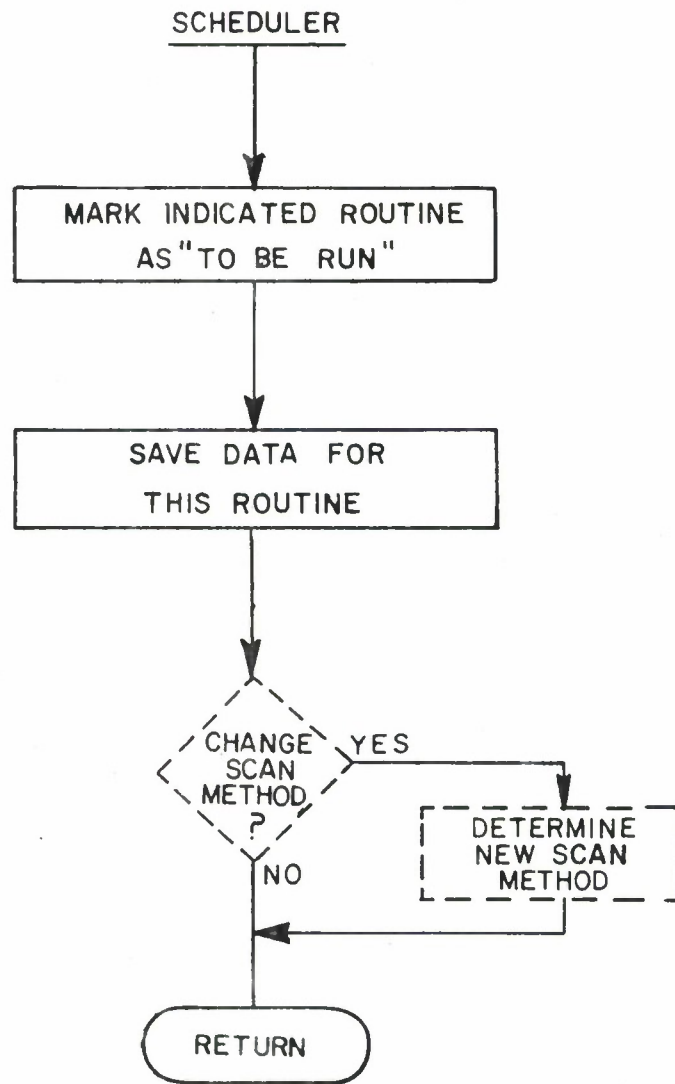 SCHEDULER
MARK INDICATED ROUTINE
AS "TO BE RUN"
SAVE DATA FOR
THIS ROUTINE
CHANGE
SCAN
METHOD
?
YES
NO
DETERMINE
NEW SCAN
METHOD
RETURN